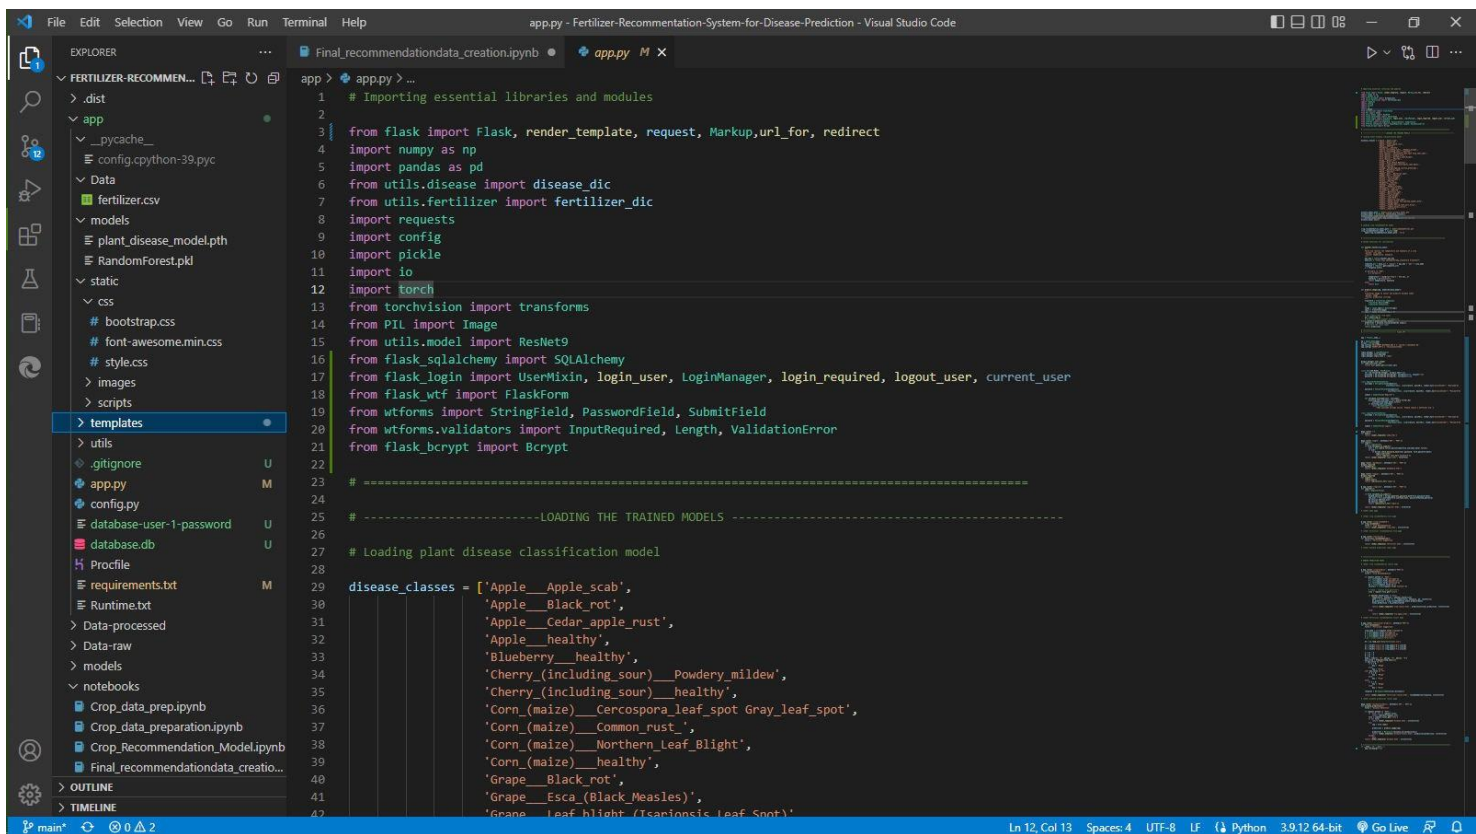 File Edit Selection View Go Run Terminal Help
app.py - Fertilizer-Recommentation-System-for-Disease-Prediction - Visual Studio Code
EXPLORER
Final_recommendationdata_creation.ipynb
app.py M
FERTILIZER-RECOMMEN...
app > app.py > ...
.dist
app
__pycache__
config.cpython-39.pyc
Data
fertilizer.csv
models
plant_disease_model.pth
RandomForest.pkl
static
css
bootstrap.css
font-awesome.min.css
style.css
images
scripts
templates
utils
.gitignore U
app.py M
config.py
database-user-1-password U
database.db U
Procfile
requirements.txt M
Runtime.txt
Data-processed
Data-raw
models
notebooks
Crop_data_prep.ipynb
Crop_data_preparation.ipynb
Crop_Recommendation_Model.ipynb
Final_recommendationdata_creatio...
OUTLINE
TIMELINE
1
12
1 # Importing essential libraries and modules
2
3 from flask import Flask, render_template, request, Markup,url_for, redirect
4 import numpy as np
5 import pandas as pd
6 from utils.disease import disease_dic
7 from utils.fertilizer import fertilizer_dic
8 import requests
9 import config
10 import pickle
11 import io
12 import torch
13 from torchvision import transforms
14 from PIL import Image
15 from utils.model import ResNet9
16 from flask_sqlalchemy import SQLAlchemy
17 from flask_login import UserMixin, login_user, LoginManager, login_required, logout_user, current_user
18 from flask_wtf import FlaskForm
19 from wtforms import StringField, PasswordField, SubmitField
20 from wtforms.validators import InputRequired, Length, ValidationError
21 from flask_bcrypt import Bcrypt
22
23 # ==============================================================================================
24
25 # -------------------------LOADING THE TRAINED MODELS -----------------------------------------------
26
27 # Loading plant disease classification model
28
29 disease_classes = ['Apple___Apple_scab',
30 'Apple___Black_rot',
31 'Apple___Cedar_apple_rust',
32 'Apple___healthy',
33 'Blueberry___healthy',
34 'Cherry_(including_sour)___Powdery_mildew',
35 'Cherry_(including_sour)___healthy',
36 'Corn_(maize)___Cercospora_leaf_spot Gray_leaf_spot',
37 'Corn_(maize)___Common_rust_',
38 'Corn_(maize)___Northern_Leaf_Blight',
39 'Corn_(maize)___healthy',
40 'Grape___Black_rot',
41 'Grape___Esca_(Black_Measles)',
42 'Grape___Leaf_blight_(Isariopsis_Leaf_Spot)',
main* 0 2 Ln 12, Col 13 Spaces: 4 UTF-8 LF Python 3.9.12 64-bit Go Live